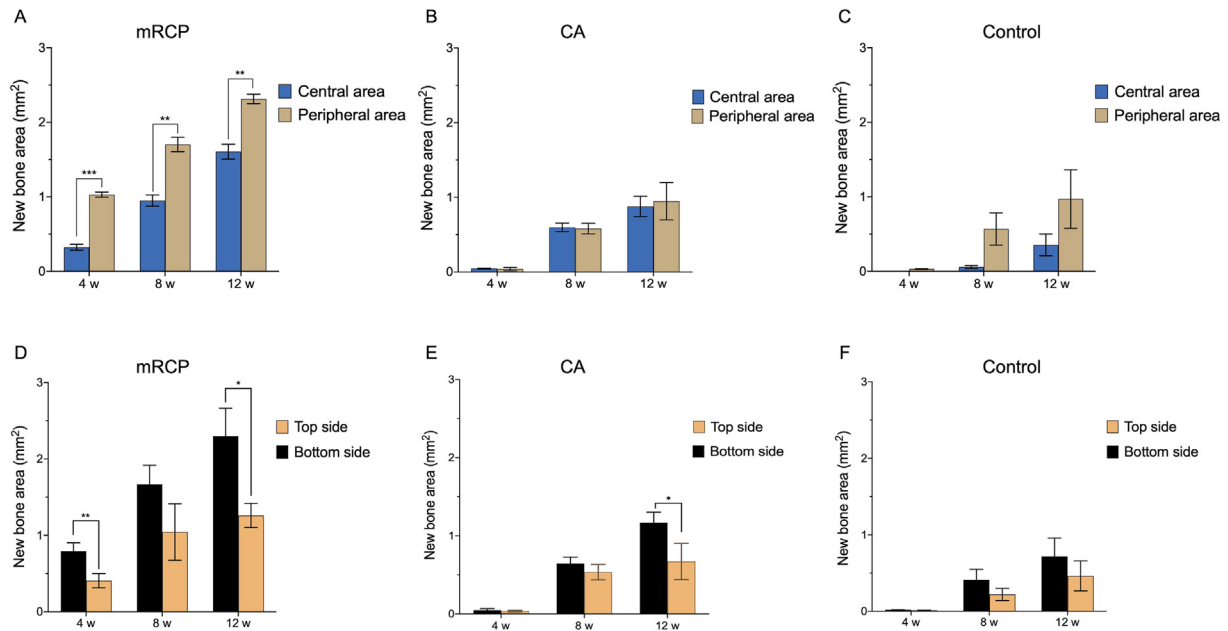 A
mRCP
New bone area (mm2)
3
2
1
0
***
**
**
4 w
8 w
12 w
Central area
Peripheral area
B
CA
New bone area (mm2)
3
2
1
0
4 w
8 w
12 w
Central area
Peripheral area
C
Control
New bone area (mm2)
3
2
1
0
4 w
8 w
12 w
Central area
Peripheral area
D
mRCP
New bone area (mm2)
3
2
1
0
**
*
4 w
8 w
12 w
Top side
Bottom side
E
CA
New bone area (mm2)
3
2
1
0
*
4 w
8 w
12 w
Top side
Bottom side
F
Control
New bone area (mm2)
3
2
1
0
4 w
8 w
12 w
Top side
Bottom side